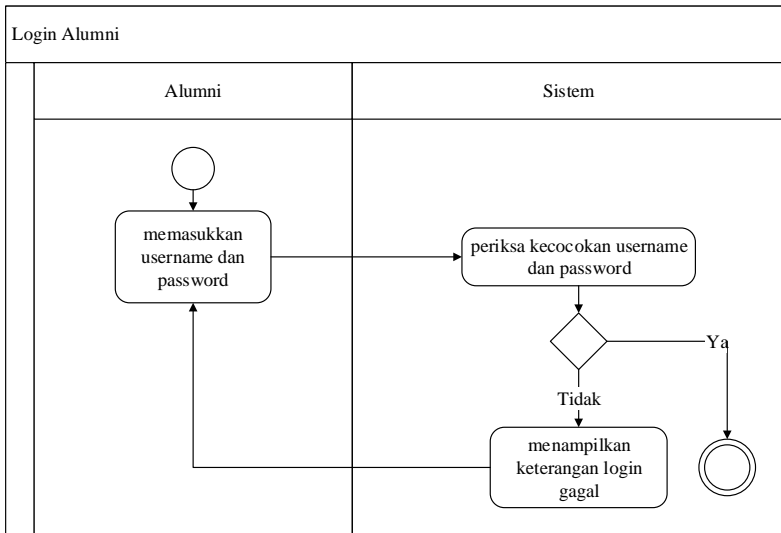 Login Alumni
Alumni
Sistem
memasukkan
username dan
password
periksa kecocokan username
dan password
Ya
Tidak
menampilkan
keterangan login
gagal